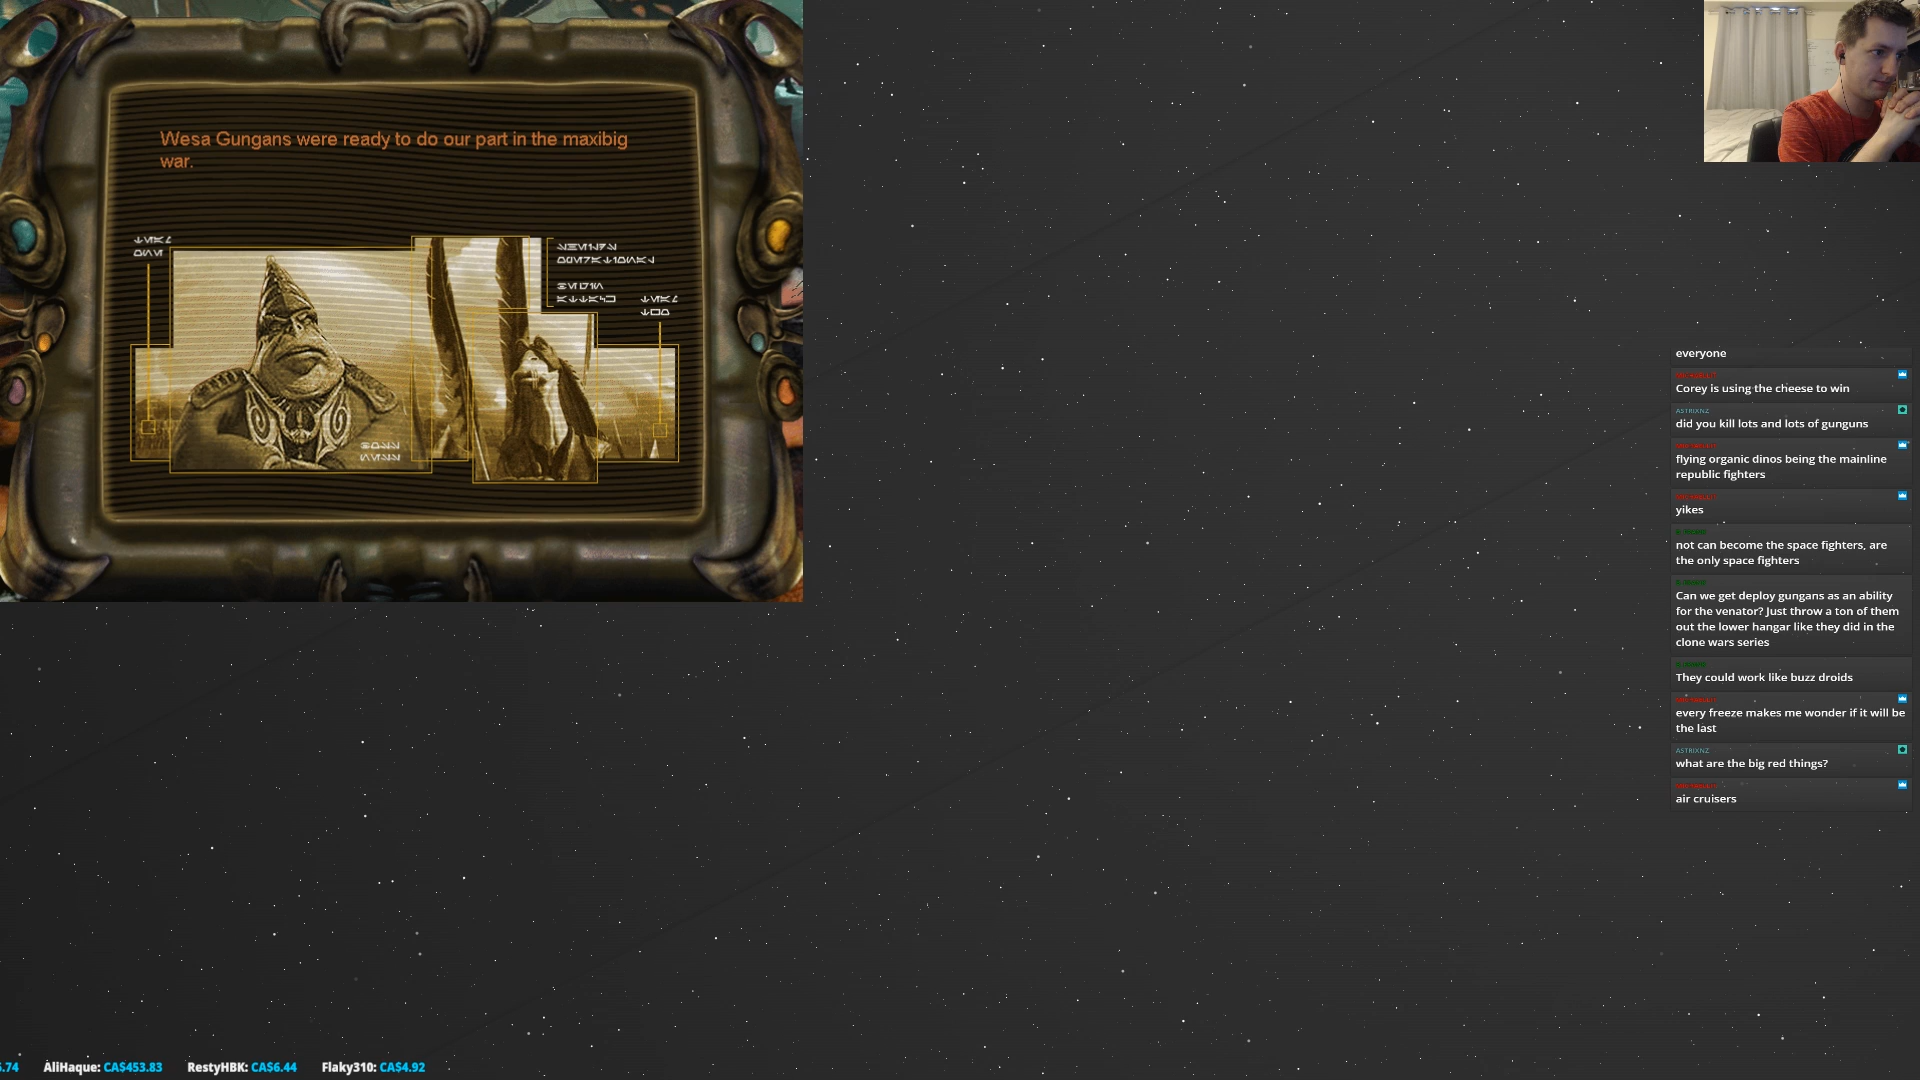 Wesa Gungans were ready to do our part in the maxibig
war.
everyone
Corey is using the cheese to win
ASTRIXNZ
did you kill lots and lots of gunguns
flying organic dinos being the mainline
republic fighters
yikes
not can become the space fighters, are
the only space fighters
Can we get deploy gungans as an ability
for the venator? Just throw a ton of them
out the lower hangar like they did in the
clone wars series
They could work like buzz droids
every freeze makes me wonder if it will be
the last
ASTRIXNZ
what are the big red things?
air cruisers
.74 AliHaque: CA$453.83 RestyHBK: CA$6.44 Flaky310: CA$4.92